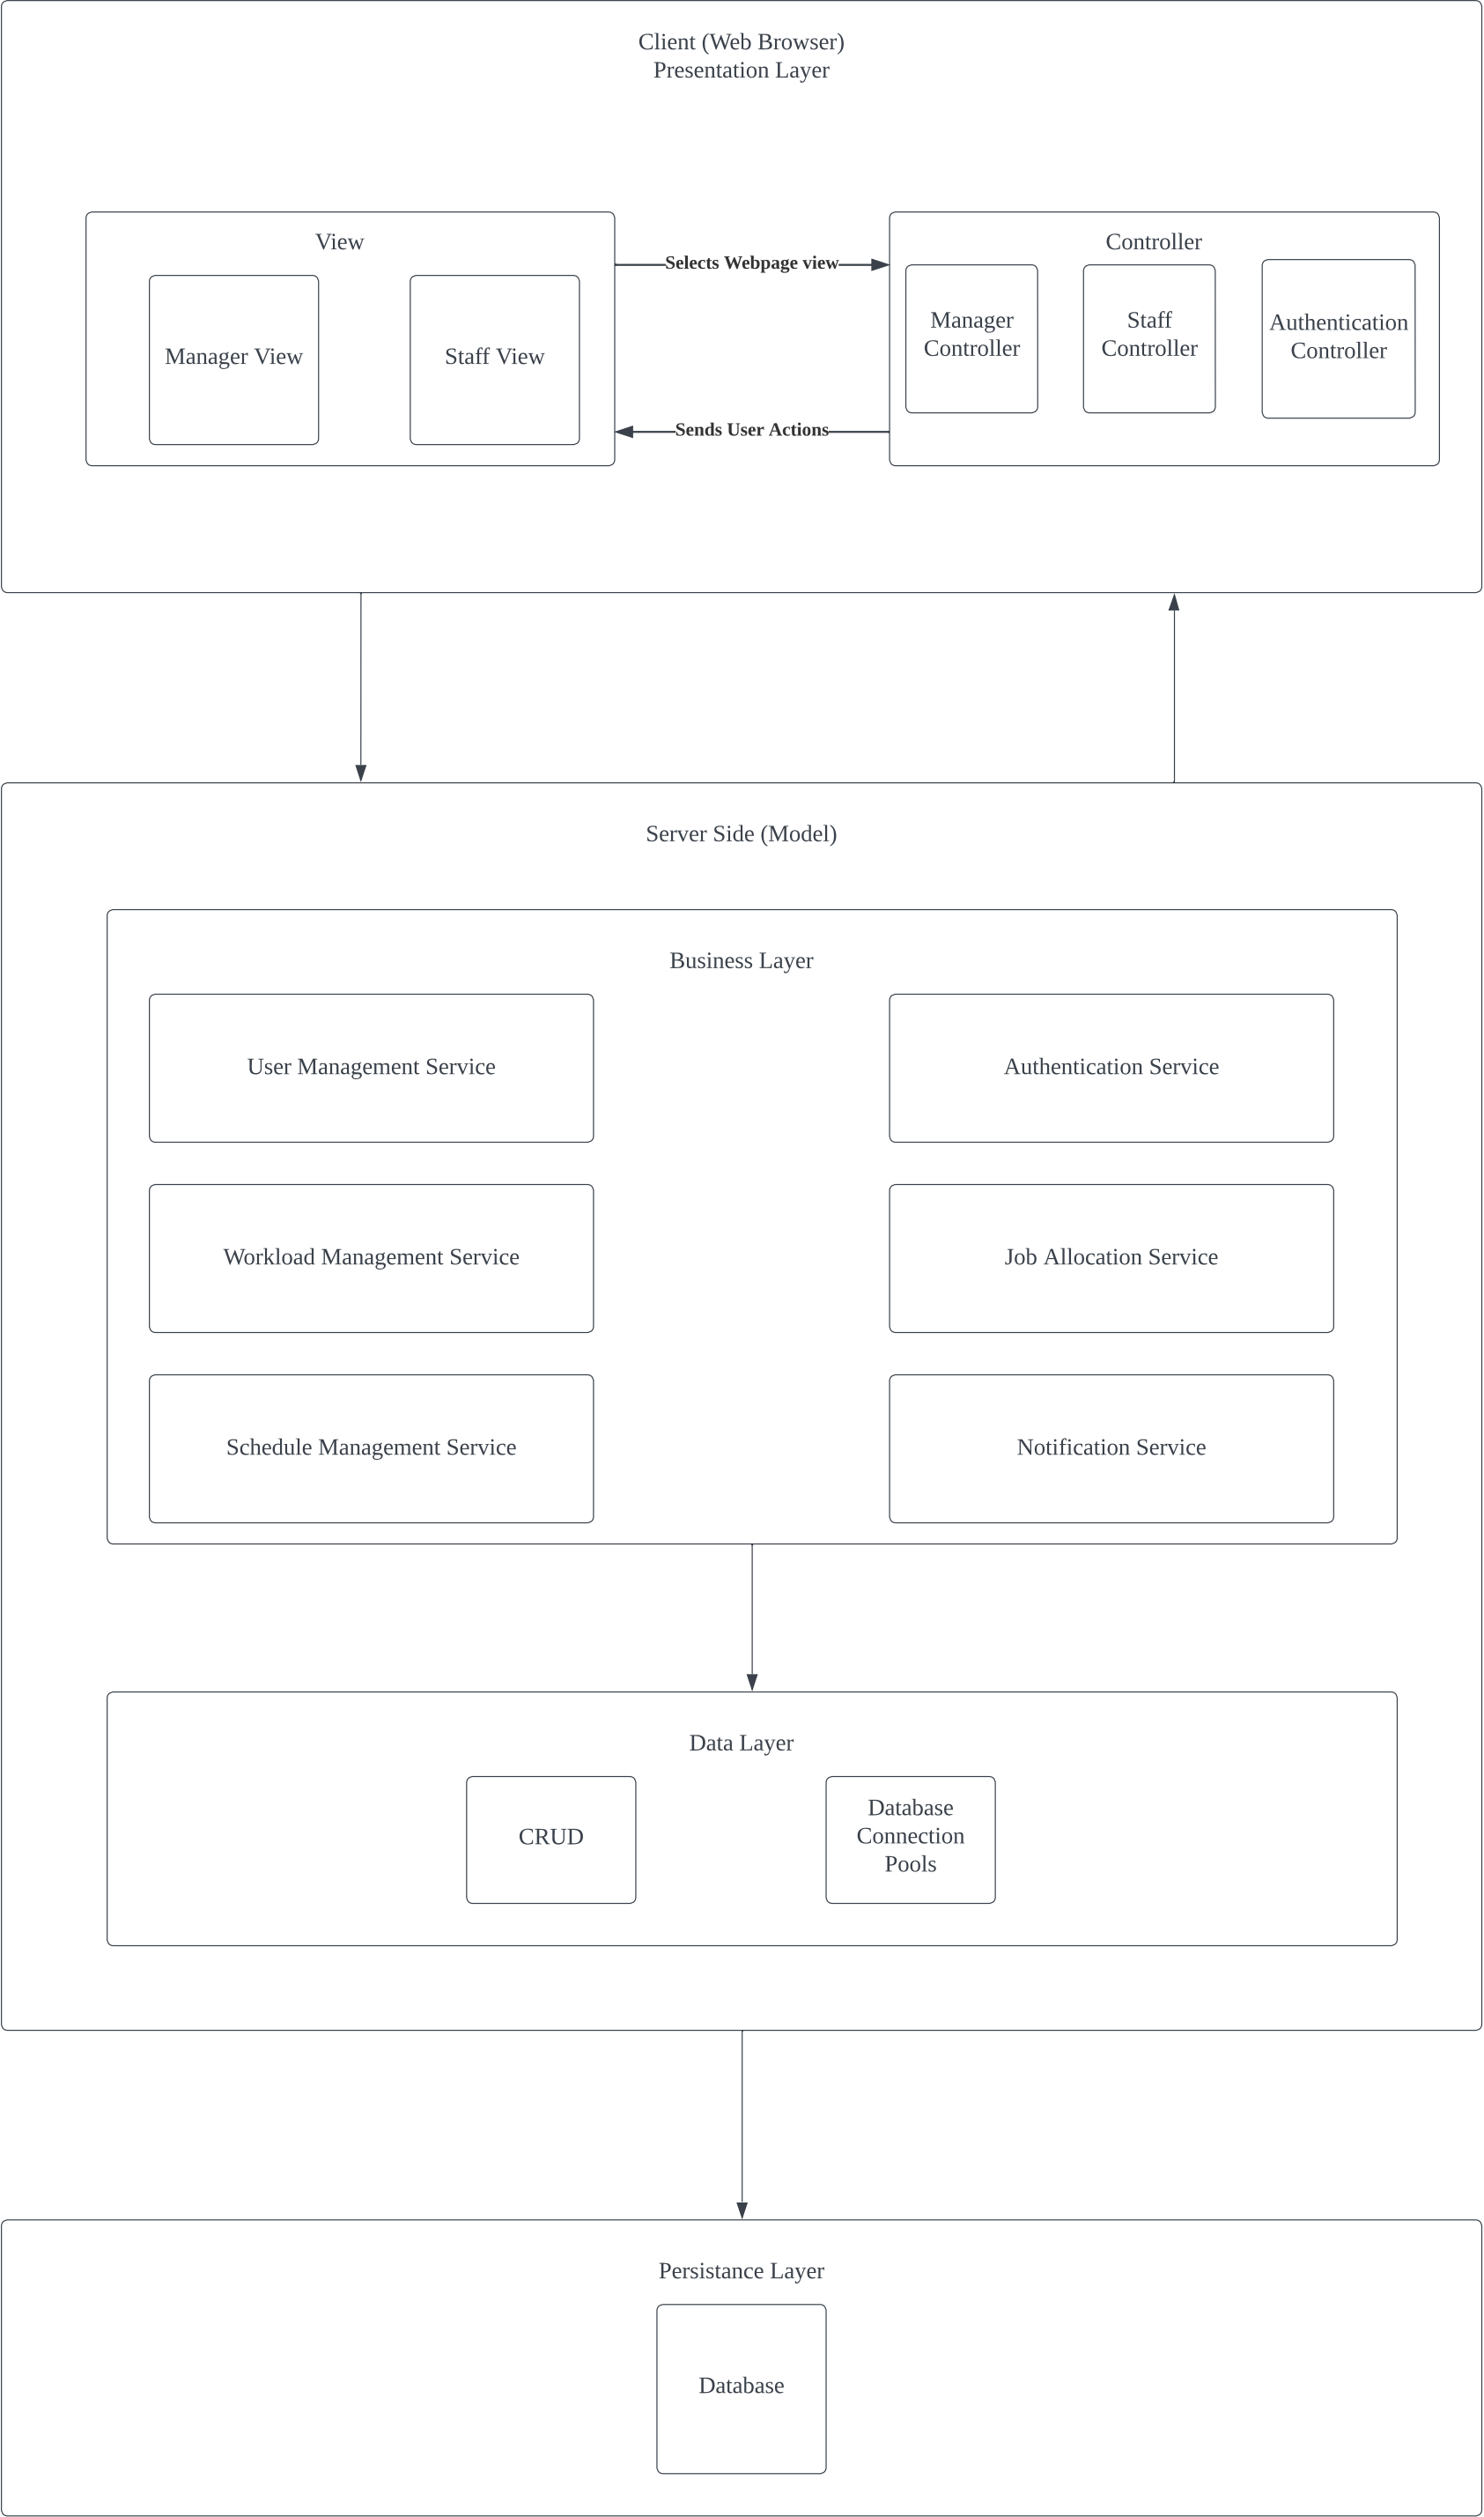 Client (Web Browser)
Presentation Layer
View
Manager View
Staff View
Selects Webpage view
Sends User Actions
Controller
Manager
Controller
Staff
Controller
Authentication
Controller
Server Side (Model)
Business Layer
User Management Service
Authentication Service
Workload Management Service
Job Allocation Service
Schedule Management Service
Notification Service
Data Layer
CRUD
Database
Connection
Pools
Persistance Layer
Database